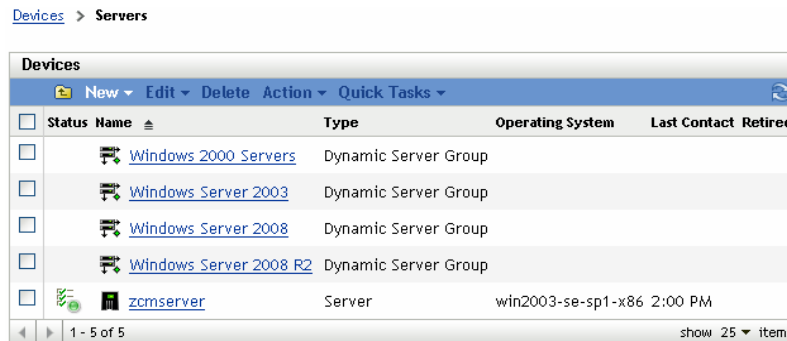 Devices > Servers
Devices
New Edit Delete Action Quick Tasks
Status Name Type Operating System Last Contact Retired
Windows 2000 Servers Dynamic Server Group
Windows Server 2003 Dynamic Server Group
Windows Server 2008 Dynamic Server Group
Windows Server 2008 R2 Dynamic Server Group
zcmserver Server win2003-se-sp1-x86 2:00 PM
1 - 5 of 5 show 25 item